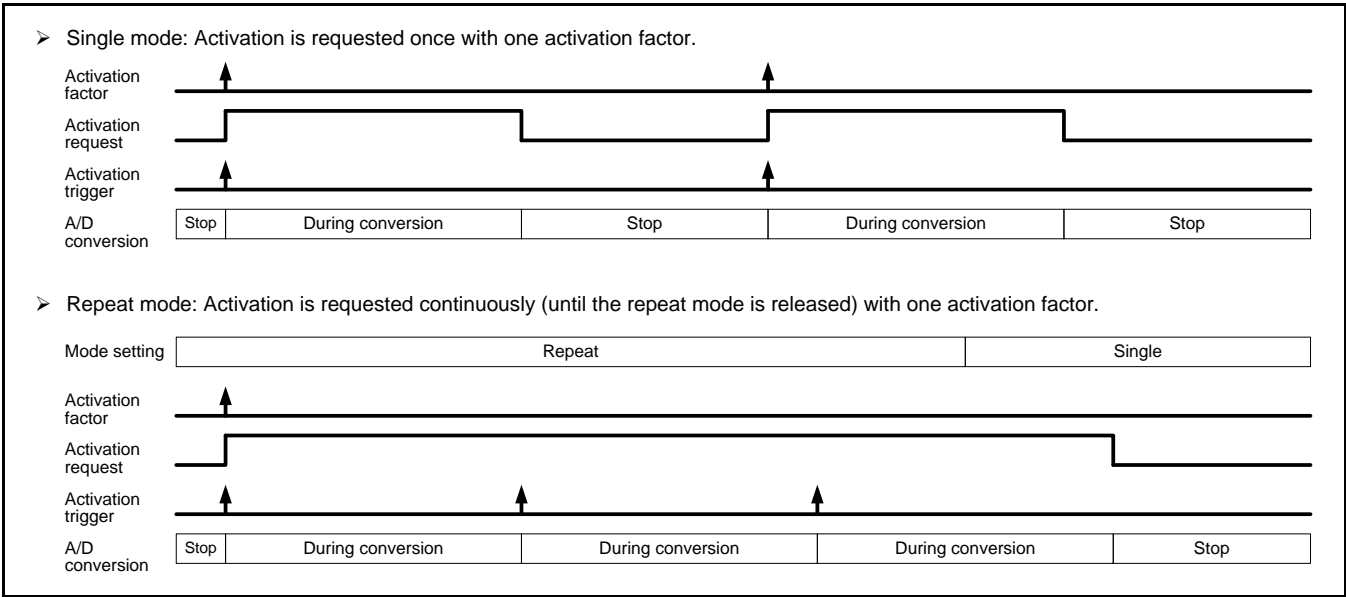 ➢ Single mode: Activation is requested once with one activation factor.
Activation
factor
Activation
request
Activation
trigger
A/D
conversion
Stop
During conversion
Stop
During conversion
Stop
➢ Repeat mode: Activation is requested continuously (until the repeat mode is released) with one activation factor.
Mode setting
Repeat
Single
Activation
factor
Activation
request
Activation
trigger
A/D
conversion
Stop
During conversion
During conversion
During conversion
Stop